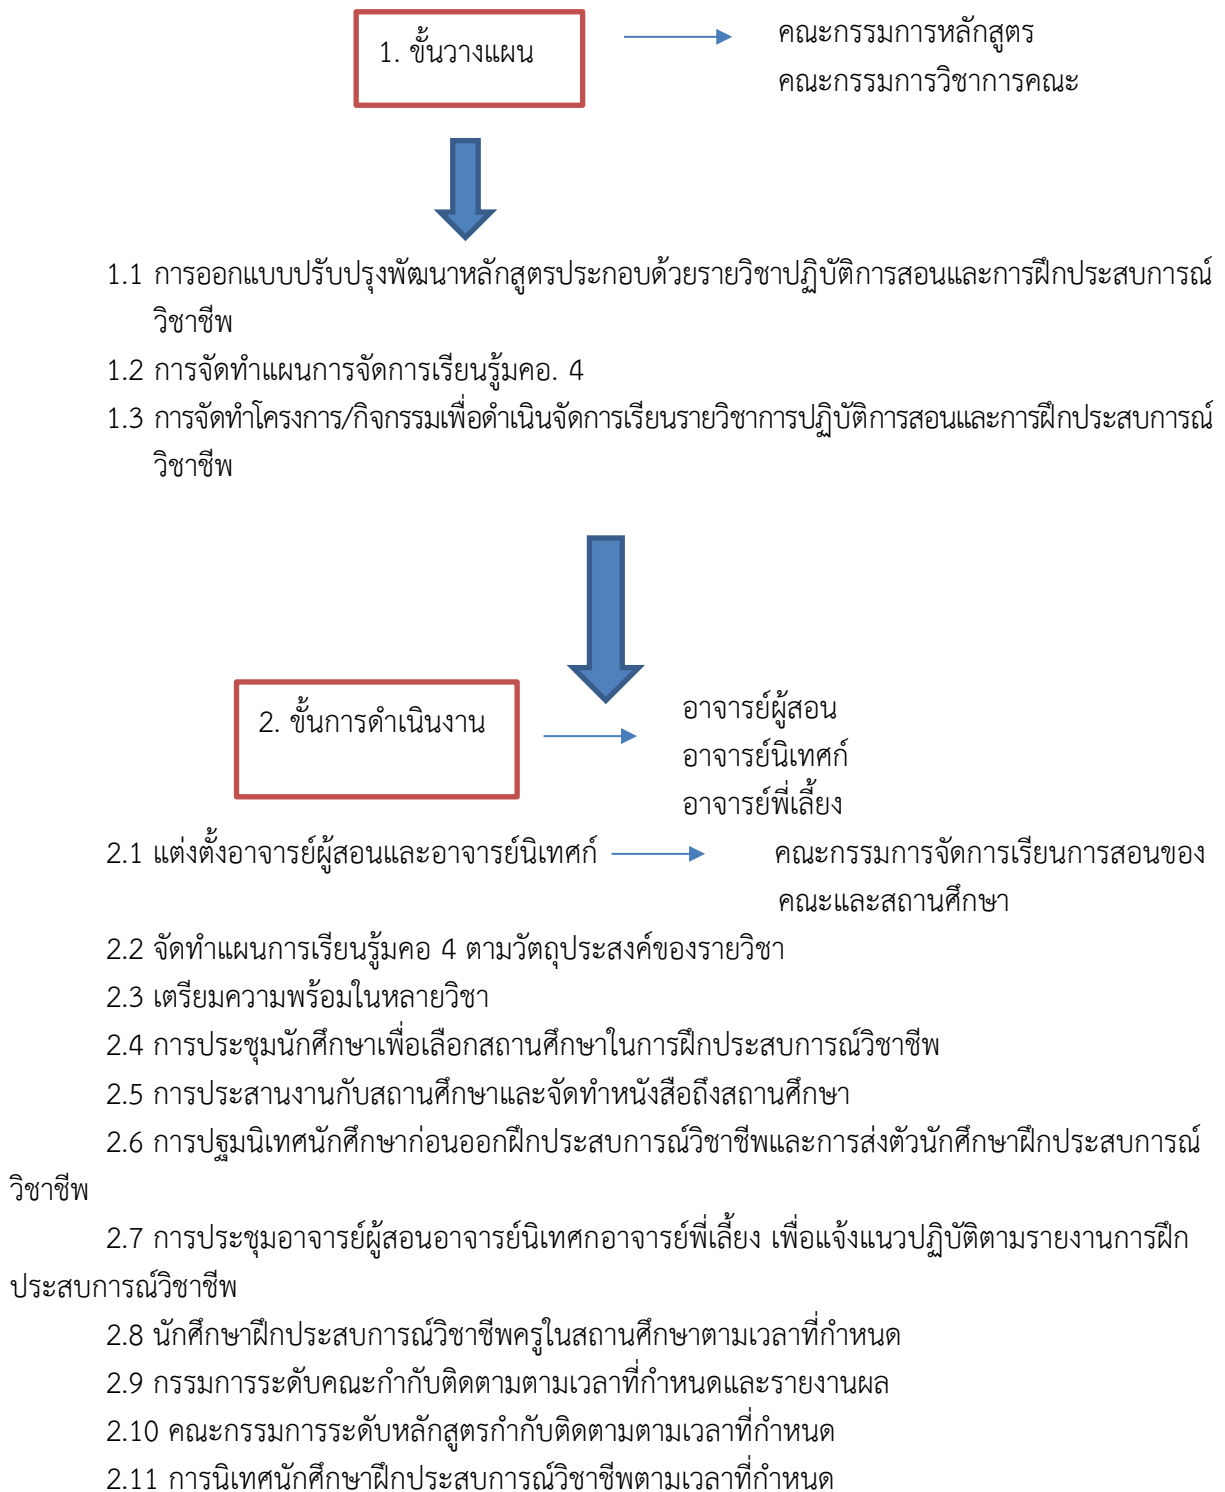 1. ขั้นวางแผน
คณะกรรมการหลักสูตร
คณะกรรมการวิชาการคณะ
1.1 การออกแบบปรับปรุงพัฒนาหลักสูตรประกอบด้วยรายวิชาปฏิบัติการสอนและการฝึกประสบการณ์
วิชาชีพ
1.2 การจัดทำแผนการจัดการเรียนรู้มคอ. 4
1.3 การจัดทำโครงการ/กิจกรรมเพื่อดำเนินจัดการเรียนรายวิชาการปฏิบัติการสอนและการฝึกประสบการณ์
วิชาชีพ
2. ขั้นการดำเนินงาน
อาจารย์ผู้สอน
อาจารย์นิเทศก์
อาจารย์พี่เลี้ยง
2.1 แต่งตั้งอาจารย์ผู้สอนและอาจารย์นิเทศก์
คณะกรรมการจัดการเรียนการสอนของ
คณะและสถานศึกษา
2.2 จัดทำแผนการเรียนรู้มคอ 4 ตามวัตถุประสงค์ของรายวิชา
2.3 เตรียมความพร้อมในหลายวิชา
2.4 การประชุมนักศึกษาเพื่อเลือกสถานศึกษาในการฝึกประสบการณ์วิชาชีพ
2.5 การประสานงานกับสถานศึกษาและจัดทำหนังสือถึงสถานศึกษา
2.6 การปฐมนิเทศนักศึกษาก่อนออกฝึกประสบการณ์วิชาชีพและการส่งตัวนักศึกษาฝึกประสบการณ์
วิชาชีพ
2.7 การประชุมอาจารย์ผู้สอนอาจารย์นิเทศกอาจารย์พี่เลี้ยง เพื่อแจ้งแนวปฏิบัติตามรายงานการฝึก
ประสบการณ์วิชาชีพ
2.8 นักศึกษาฝึกประสบการณ์วิชาชีพครูในสถานศึกษาตามเวลาที่กำหนด
2.9 กรรมการระดับคณะกำกับติดตามตามเวลาที่กำหนดและรายงานผล
2.10 คณะกรรมการระดับหลักสูตรกำกับติดตามตามเวลาที่กำหนด
2.11 การนิเทศนักศึกษาฝึกประสบการณ์วิชาชีพตามเวลาที่กำหนด